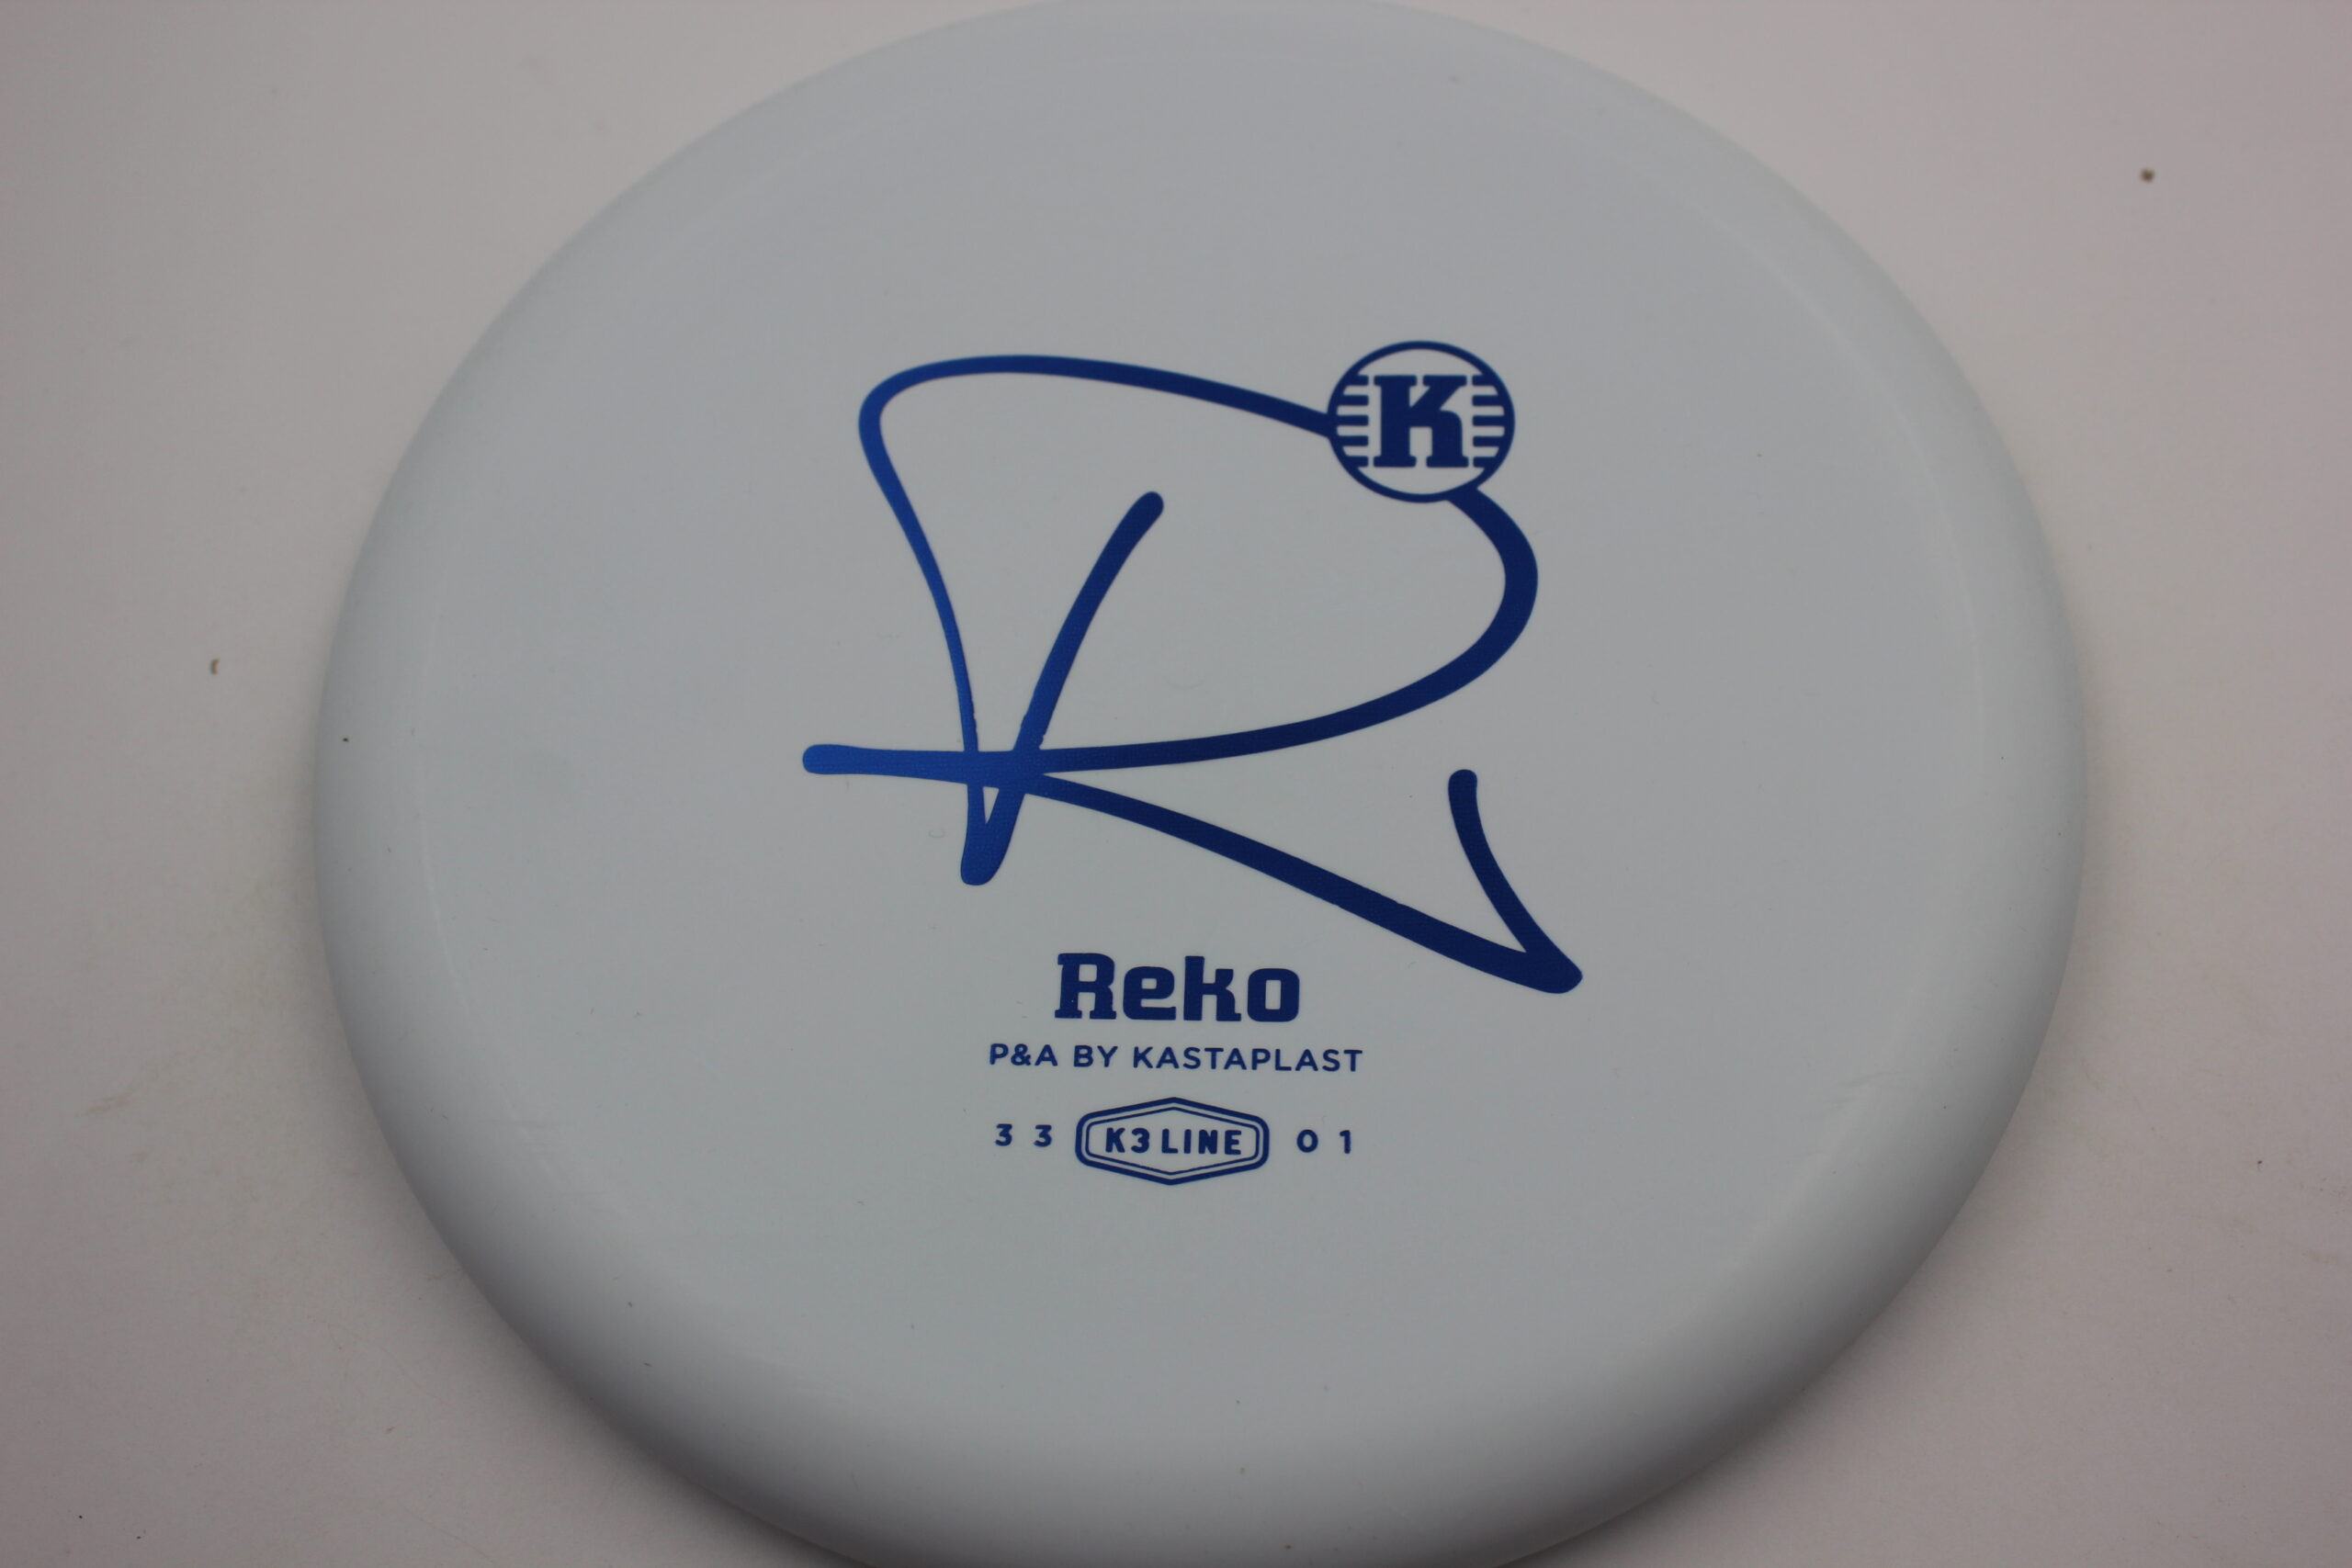 R
K
Reko
P&A BY KASTAPLAST
3 3 K3 LINE 0 1